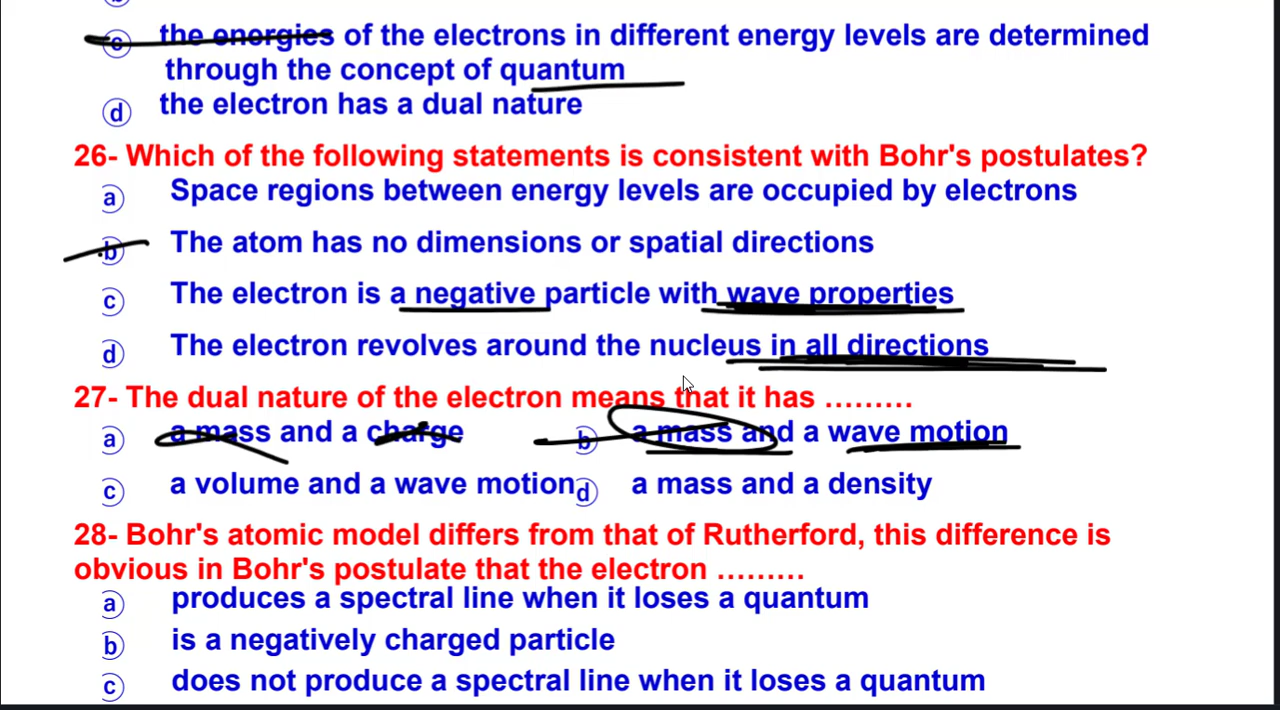 c the energies of the electrons in different energy levels are determined
through the concept of quantum
d the electron has a dual nature
26- Which of the following statements is consistent with Bohr's postulates?
a Space regions between energy levels are occupied by electrons
b The atom has no dimensions or spatial directions
c The electron is a negative particle with wave properties
d The electron revolves around the nucleus in all directions
27- The dual nature of the electron means that it has .........
a a mass and a charge b a mass and a wave motion
c a volume and a wave motion d a mass and a density
28- Bohr's atomic model differs from that of Rutherford, this difference is
obvious in Bohr's postulate that the electron .........
a produces a spectral line when it loses a quantum
b is a negatively charged particle
c does not produce a spectral line when it loses a quantum